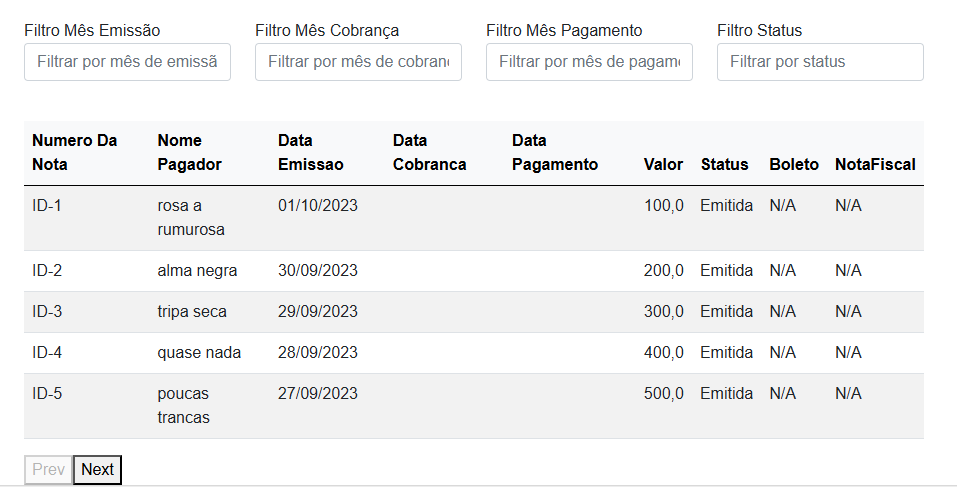 Filtro Mês Emissão Filtro Mês Cobrança Filtro Mês Pagamento Filtro Status
Filtrar por mês de emissã Filtrar por mês de cobran Filtrar por mês de pagame Filtrar por status
Numero Da Nome Data Data Data
Nota Pagador Emissao Cobranca Pagamento Valor Status Boleto NotaFiscal
ID-1 rosa a 01/10/2023 100,0 Emitida N/A N/A
rumurosa
ID-2 alma negra 30/09/2023 200,0 Emitida N/A N/A
ID-3 tripa seca 29/09/2023 300,0 Emitida N/A N/A
ID-4 quase nada 28/09/2023 400,0 Emitida N/A N/A
ID-5 poucas 27/09/2023 500,0 Emitida N/A N/A
trancas
Prev Next